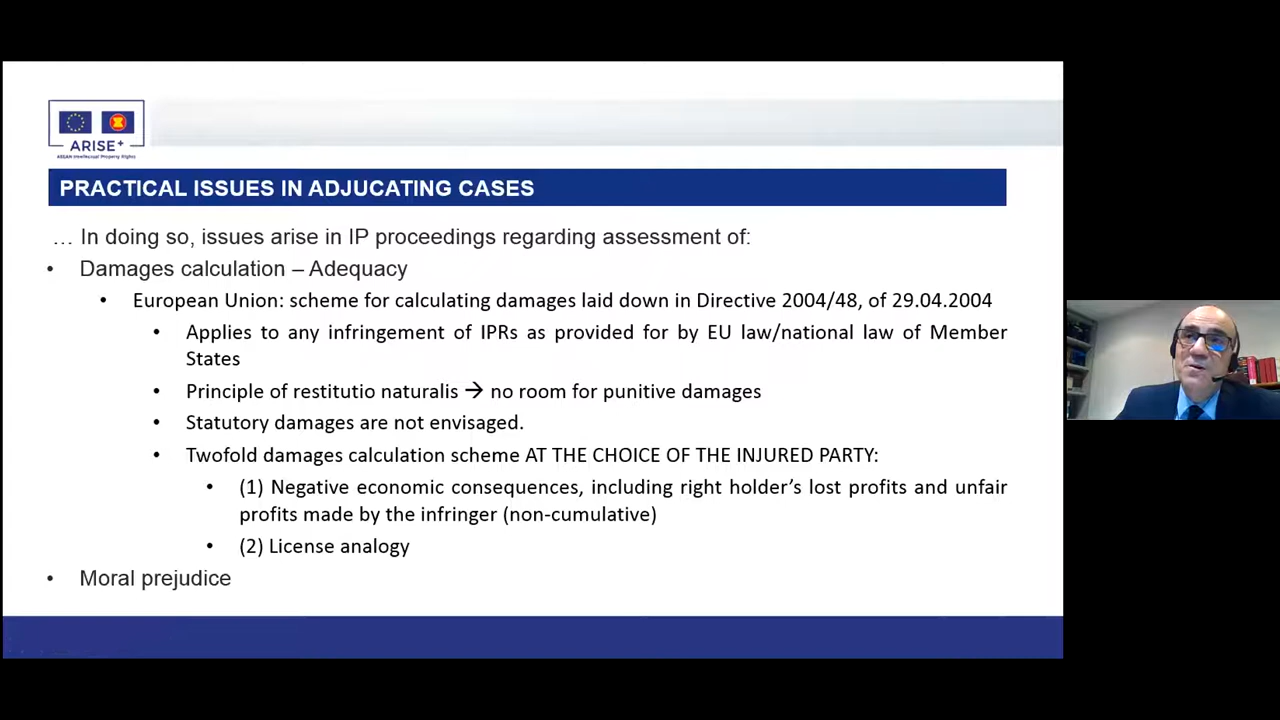 ARISE+
ASEAN Intellectual Property Rights
PRACTICAL ISSUES IN ADJUCATING CASES
… In doing so, issues arise in IP proceedings regarding assessment of:
• Damages calculation – Adequacy
• European Union: scheme for calculating damages laid down in Directive 2004/48, of 29.04.2004
• Applies to any infringement of IPRs as provided for by EU law/national law of Member
States
• Principle of restitutio naturalis → no room for punitive damages
• Statutory damages are not envisaged.
• Twofold damages calculation scheme AT THE CHOICE OF THE INJURED PARTY:
• (1) Negative economic consequences, including right holder’s lost profits and unfair
profits made by the infringer (non-cumulative)
• (2) License analogy
• Moral prejudice